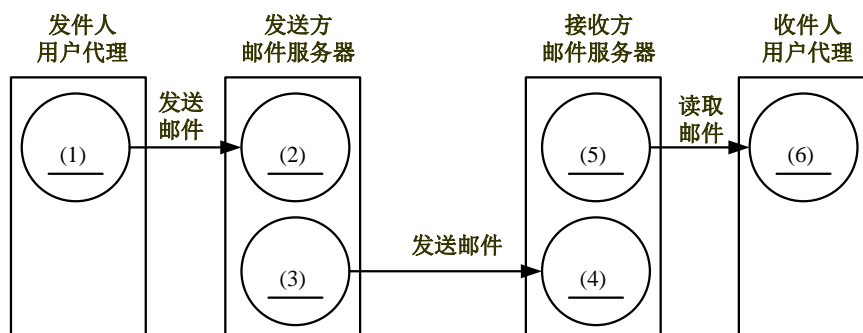 发件人
用户代理
发送方
邮件服务器
接收方
邮件服务器
收件人
用户代理
发送
邮件
读取
邮件
(1)
(2)
(5)
(6)
发送邮件
(3)
(4)